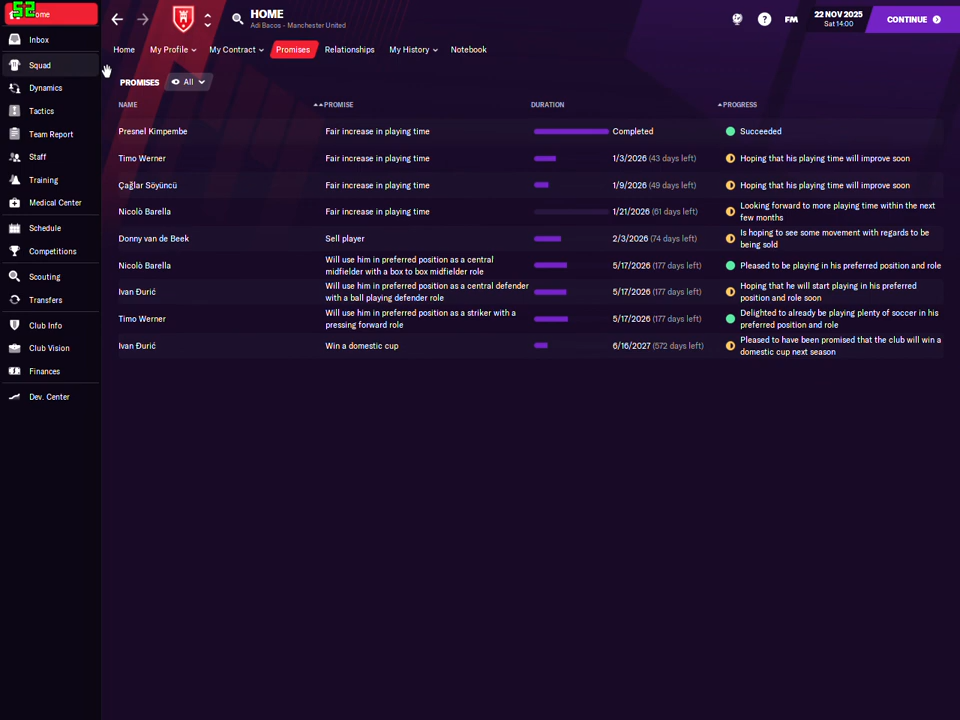 52
ome
HOME
Adi Bacos - Manchester United
?
FM
22 NOV 2025
Sat 14:00
CONTINUE
Home
My Profile
My Contract
Promises
Relationships
My History
Notebook
Inbox
Squad
Dynamics
Tactics
Team Report
Staff
Training
Medical Center
Schedule
Competitions
Scouting
Transfers
Club Info
Club Vision
Finances
Dev. Center
PROMISES
All
NAME PROMISE DURATION PROGRESS
Presnel Kimpembe Fair increase in playing time Completed Succeeded
Timo Werner Fair increase in playing time 1/3/2026 (43 days left) Hoping that his playing time will improve soon
Çağlar Söyüncü Fair increase in playing time 1/9/2026 (49 days left) Hoping that his playing time will improve soon
Nicolò Barella Fair increase in playing time 1/21/2026 (61 days left) Looking forward to more playing time within the next
few months
Donny van de Beek Sell player 2/3/2026 (74 days left) Is hoping to see some movement with regards to be
being sold
Nicolò Barella Will use him in preferred position as a central
midfielder with a box to box midfielder role 5/17/2026 (177 days left) Pleased to be playing in his preferred position and role
Ivan Đurić Will use him in preferred position as a central defender
with a ball playing defender role 5/17/2026 (177 days left) Hoping that he will start playing in his preferred
position and role soon
Timo Werner Will use him in preferred position as a striker with a
pressing forward role 5/17/2026 (177 days left) Delighted to already be playing plenty of soccer in his
preferred position and role
Ivan Đurić Win a domestic cup 6/16/2027 (572 days left) Pleased to have been promised that the club will win a
domestic cup next season